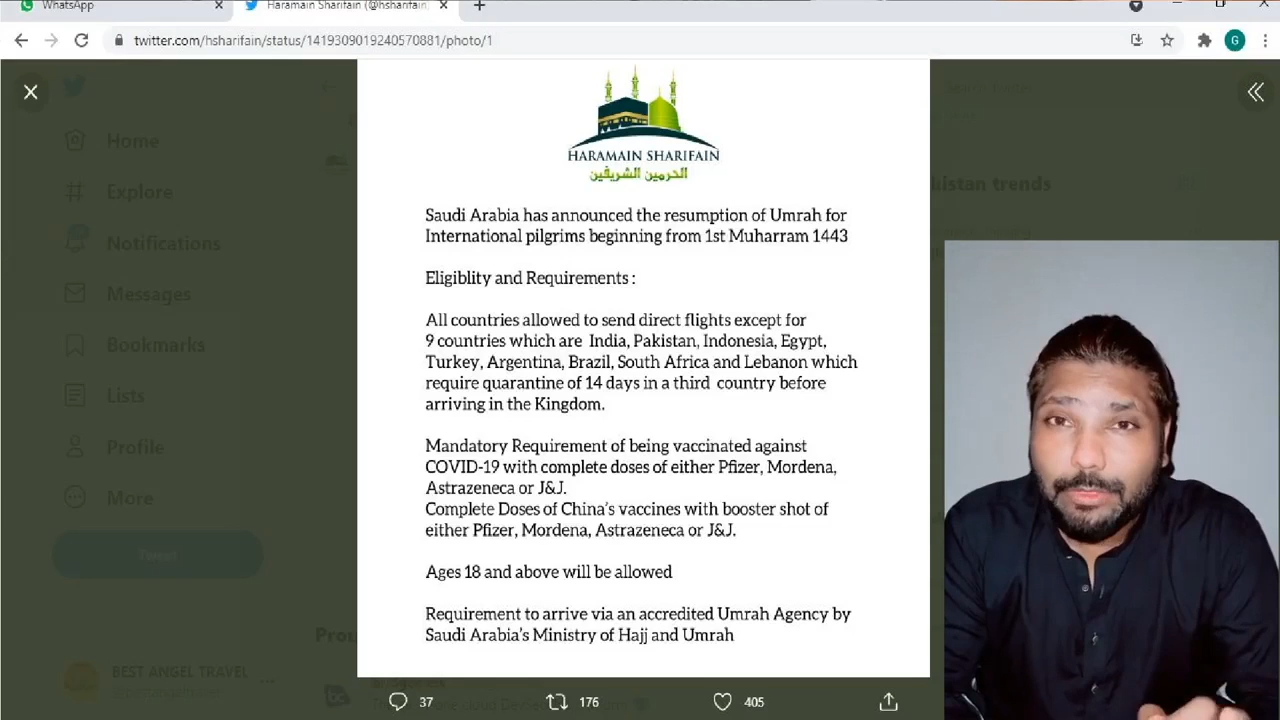 WhatsApp
Haramain Sharifain (@hsharifain)
twitter.com/hsharifain/status/1419309019240570881/photo/1
G
Home
Explore
Notifications
Messages
Bookmarks
Lists
Profile
More
Tweet
BEST ANGEL TRAVEL
HARAMAIN SHARIFAIN
الحرمين الشريفين
Saudi Arabia has announced the resumption of Umrah for
International pilgrims beginning from 1st Muharram 1443
Eligiblity and Requirements :
All countries allowed to send direct flights except for
9 countries which are India, Pakistan, Indonesia, Egypt,
Turkey, Argentina, Brazil, South Africa and Lebanon which
require quarantine of 14 days in a third country before
arriving in the Kingdom.
Mandatory Requirement of being vaccinated against
COVID-19 with complete doses of either Pfizer, Mordena,
Astrazeneca or J&J.
Complete Doses of China's vaccines with booster shot of
either Pfizer, Mordena, Astrazeneca or J&J.
Ages 18 and above will be allowed
Requirement to arrive via an accredited Umrah Agency by
Saudi Arabia's Ministry of Hajj and Umrah
37
176
405
trends